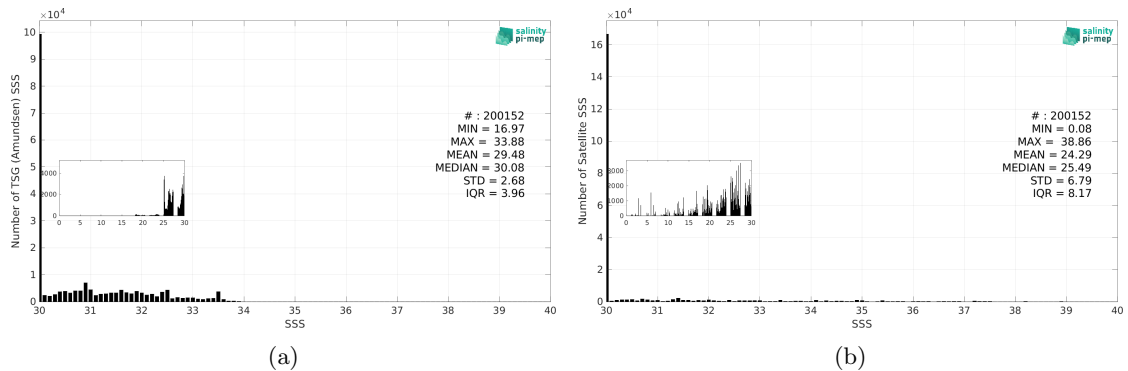 ×10⁴
salinity
pi-mep
10
9
8
7
6
5
4
3
2
1
0
Number of TSG (Amundsen) SSS
# : 200152
MIN = 16.97
MAX = 33.88
MEAN = 29.48
MEDIAN = 30.08
STD = 2.68
IQR = 3.96
4000
2000
0
0 5 10 15 20 25 30
30 31 32 33 34 35 36 37 38 39 40
SSS
(a)
×10⁴
salinity
pi-mep
16
14
12
10
8
6
4
2
0
Number of Satellite SSS
# : 200152
MIN = 0.08
MAX = 38.86
MEAN = 24.29
MEDIAN = 25.49
STD = 6.79
IQR = 8.17
0
0 5 10 15 20 25 30
30 31 32 33 34 35 36 37 38 39 40
SSS
(b)